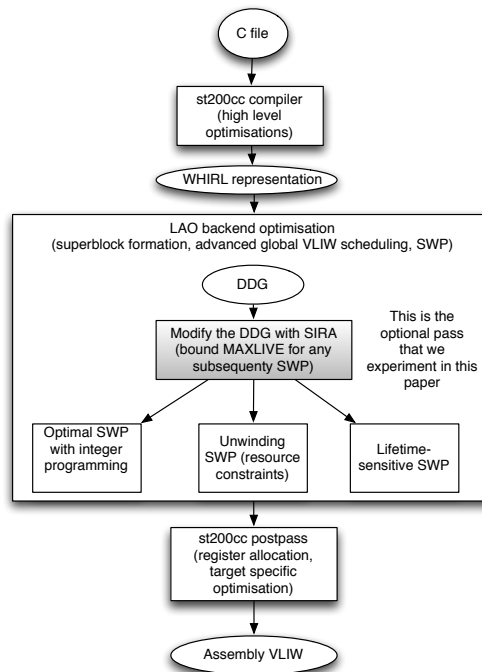 C file
st200cc compiler
(high level
optimisations)
WHIRL representation
LAO backend optimisation
(superblock formation, advanced global VLIW scheduling, SWP)
DDG
Modify the DDG with SIRA
(bound MAXLIVE for any
subsequenty SWP)
This is the
optional pass
that we
experiment in this
paper
Optimal SWP
with integer
programming
Unwinding
SWP (resource
constraints)
Lifetime-
sensitive SWP
st200cc postpass
(register allocation,
target specific
optimisation)
Assembly VLIW